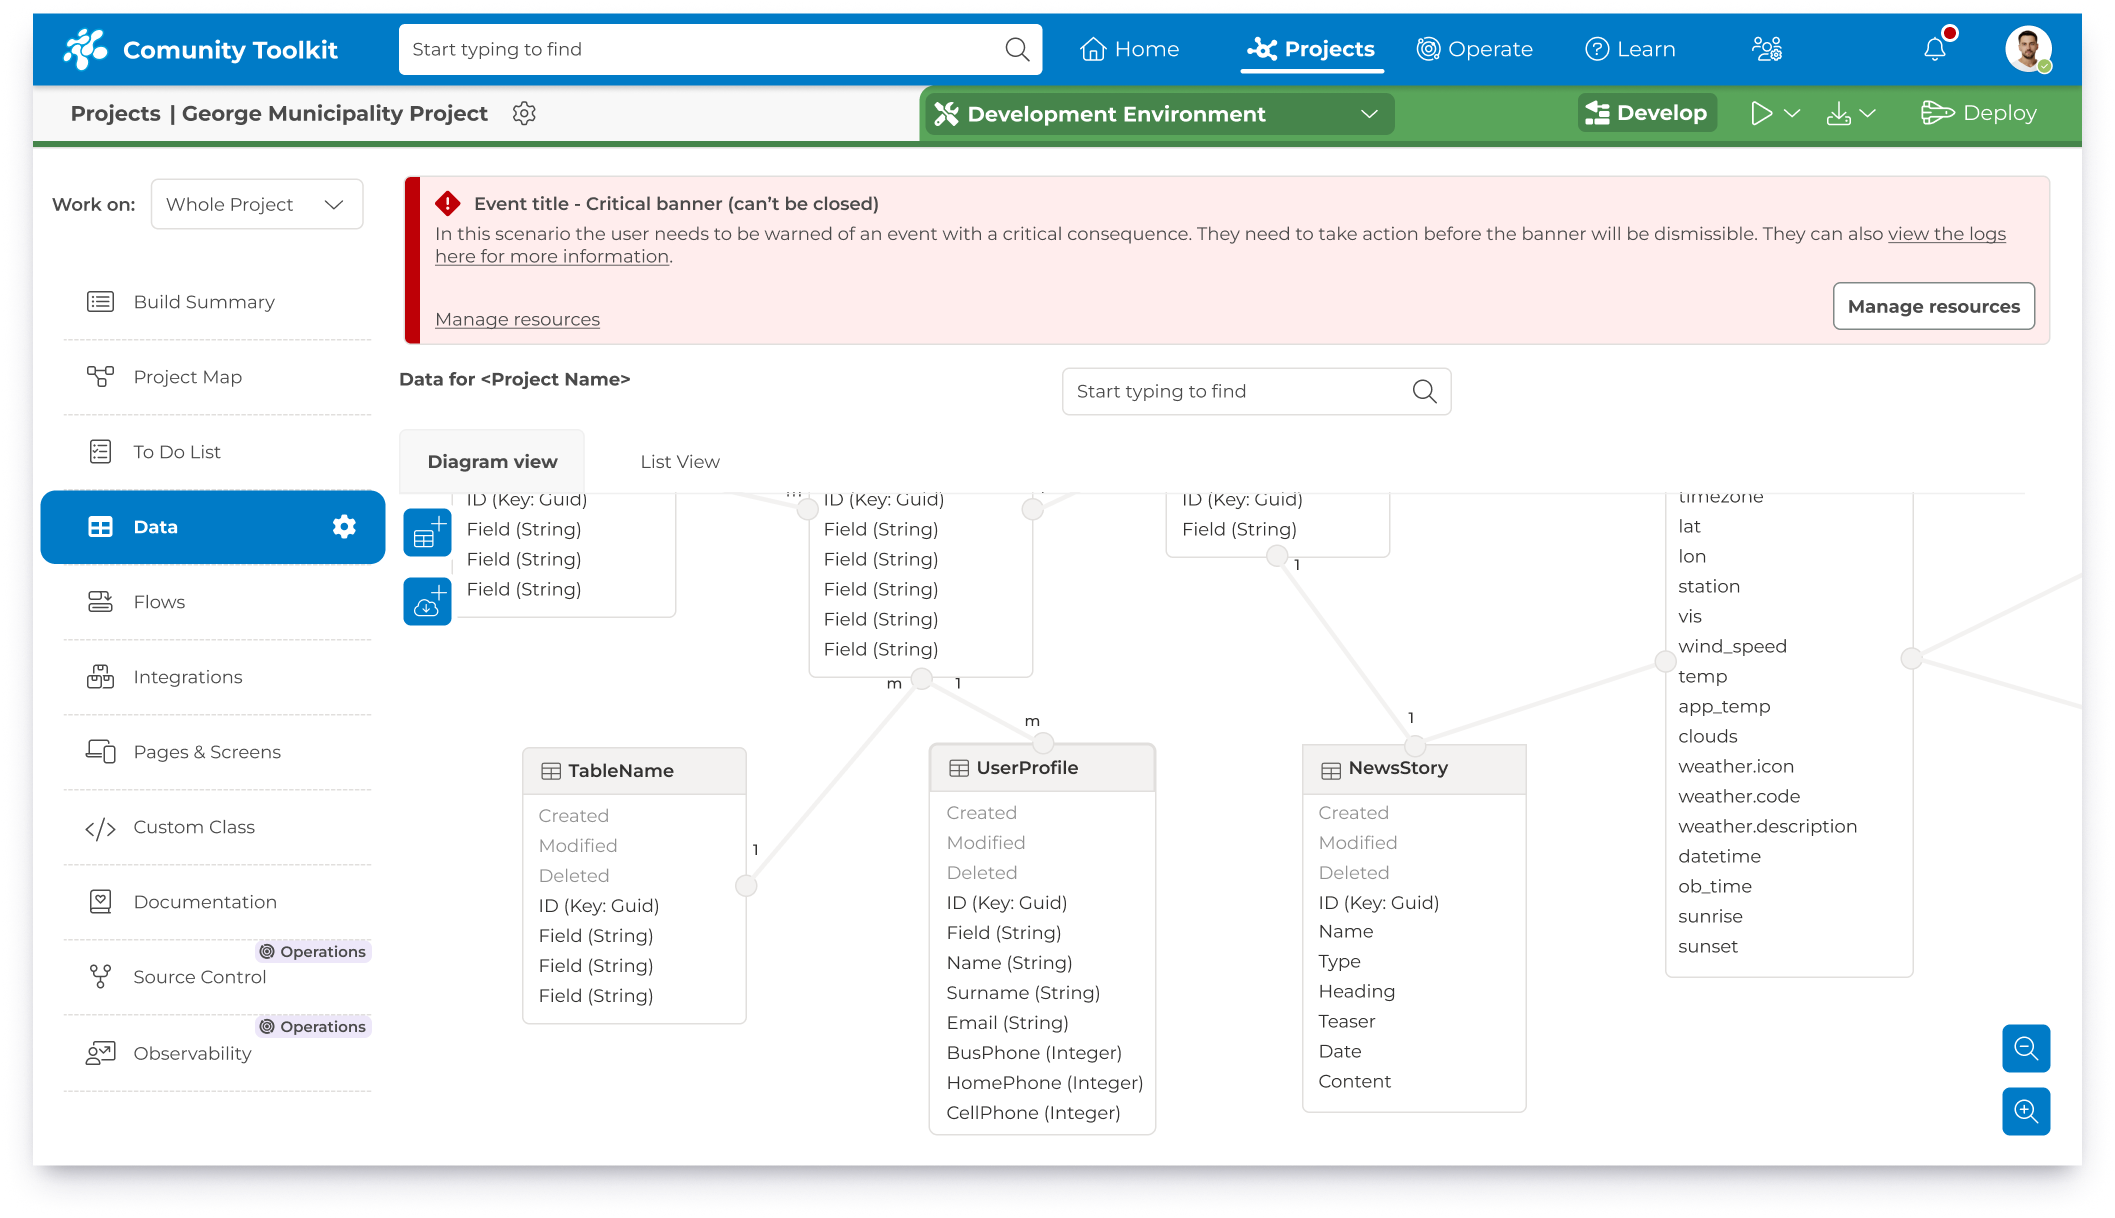 Comunity Toolkit
Start typing to find
Home
Projects
Operate
Learn
Projects | George Municipality Project
Development Environment
Develop
Deploy
Work on:
Whole Project
Event title - Critical banner (can't be closed)
In this scenario the user needs to be warned of an event with a critical consequence. They need to take action before the banner will be dismissible. They can also view the logs
here for more information.
Manage resources
Manage resources
Build Summary
Project Map
To Do List
Data
Flows
Integrations
Pages & Screens
Custom Class
Documentation
Operations
Source Control
Operations
Observability
Data for <Project Name>
Start typing to find
Diagram view
List View
ID (Key: Guid)
Field (String)
Field (String)
Field (String)
m
ID (Key: Guid)
Field (String)
Field (String)
Field (String)
Field (String)
Field (String)
m
1
ID (Key: Guid)
Field (String)
1
timezone
lat
lon
station
vis
wind_speed
temp
app_temp
clouds
weather.icon
weather.code
weather.description
datetime
ob_time
sunrise
sunset
TableName
Created
Modified
Deleted
ID (Key: Guid)
Field (String)
Field (String)
Field (String)
1
m
UserProfile
Created
Modified
Deleted
ID (Key: Guid)
Field (String)
Name (String)
Surname (String)
Email (String)
BusPhone (Integer)
HomePhone (Integer)
CellPhone (Integer)
1
NewsStory
Created
Modified
Deleted
ID (Key: Guid)
Name
Type
Heading
Teaser
Date
Content